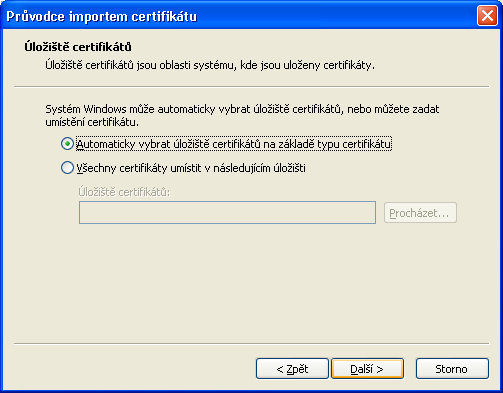 Průvodce importem certifikátu
Úložiště certifikátů
Úložiště certifikátů jsou oblasti systému, kde jsou uloženy certifikáty.
Systém Windows může automaticky vybrat úložiště certifikátů, nebo můžete zadat
umístění certifikátu.
Automaticky vybrat úložiště certifikátů na základě typu certifikátu
Všechny certifikáty umístit v následujícím úložišti
Úložiště certifikátů:
Procházet...
< Zpět
Další >
Storno